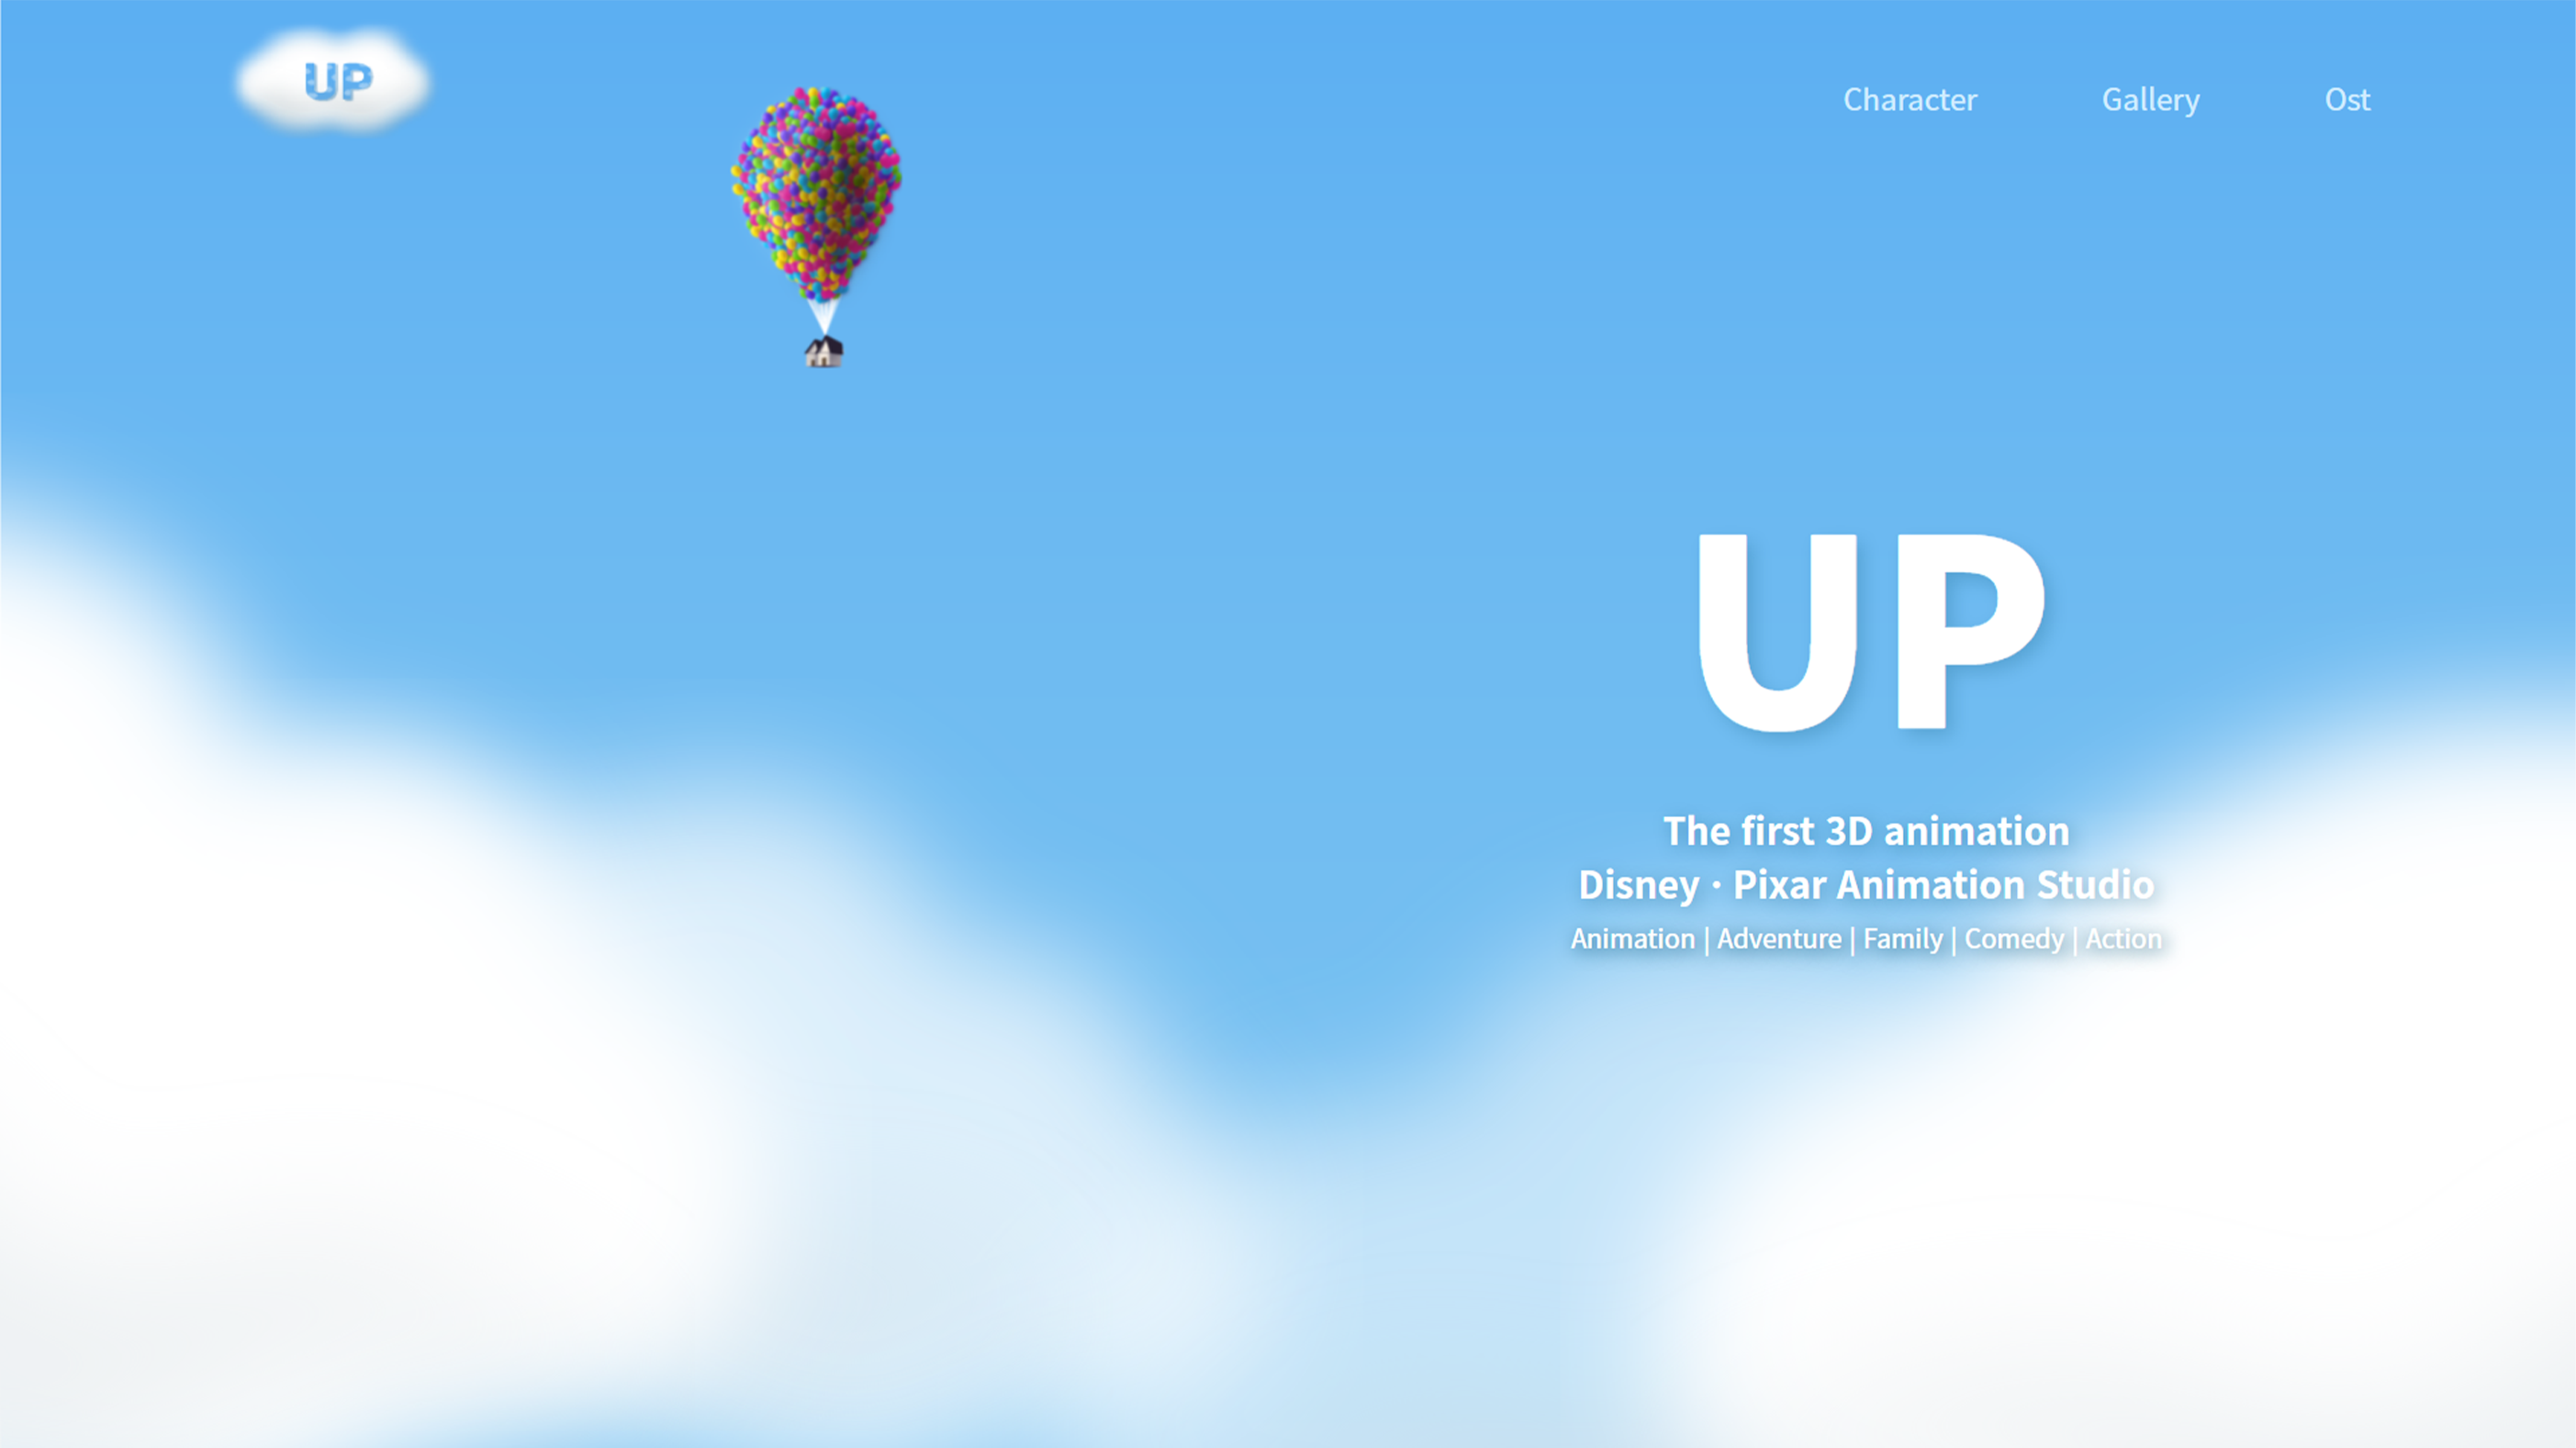 UP
Character
Gallery
Ost
UP
The first 3D animation
Disney · Pixar Animation Studio
Animation | Adventure | Family | Comedy | Action